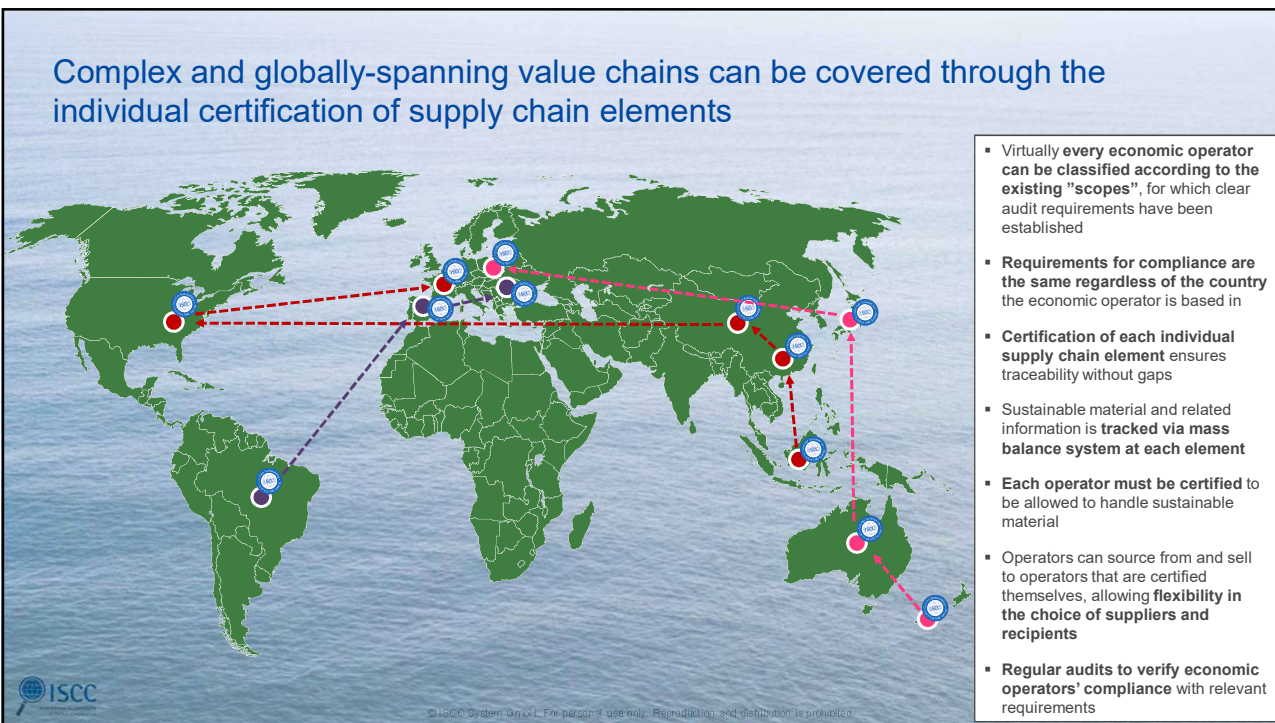 Complex and globally-spanning value chains can be covered through the
individual certification of supply chain elements
▪ Virtually every economic operator
can be classified according to the
existing ”scopes”, for which clear
audit requirements have been
established
▪ Requirements for compliance are
the same regardless of the country
the economic operator is based in
▪ Certification of each individual
supply chain element ensures
traceability without gaps
▪ Sustainable material and related
information is tracked via mass
balance system at each element
▪ Each operator must be certified to
be allowed to handle sustainable
material
▪ Operators can source from and sell
to operators that are certified
themselves, allowing flexibility in
the choice of suppliers and
recipients
▪ Regular audits to verify economic
operators’ compliance with relevant
requirements
ISCC
© ISCC System GmbH. For personal use only. Reproduction and distribution is prohibited